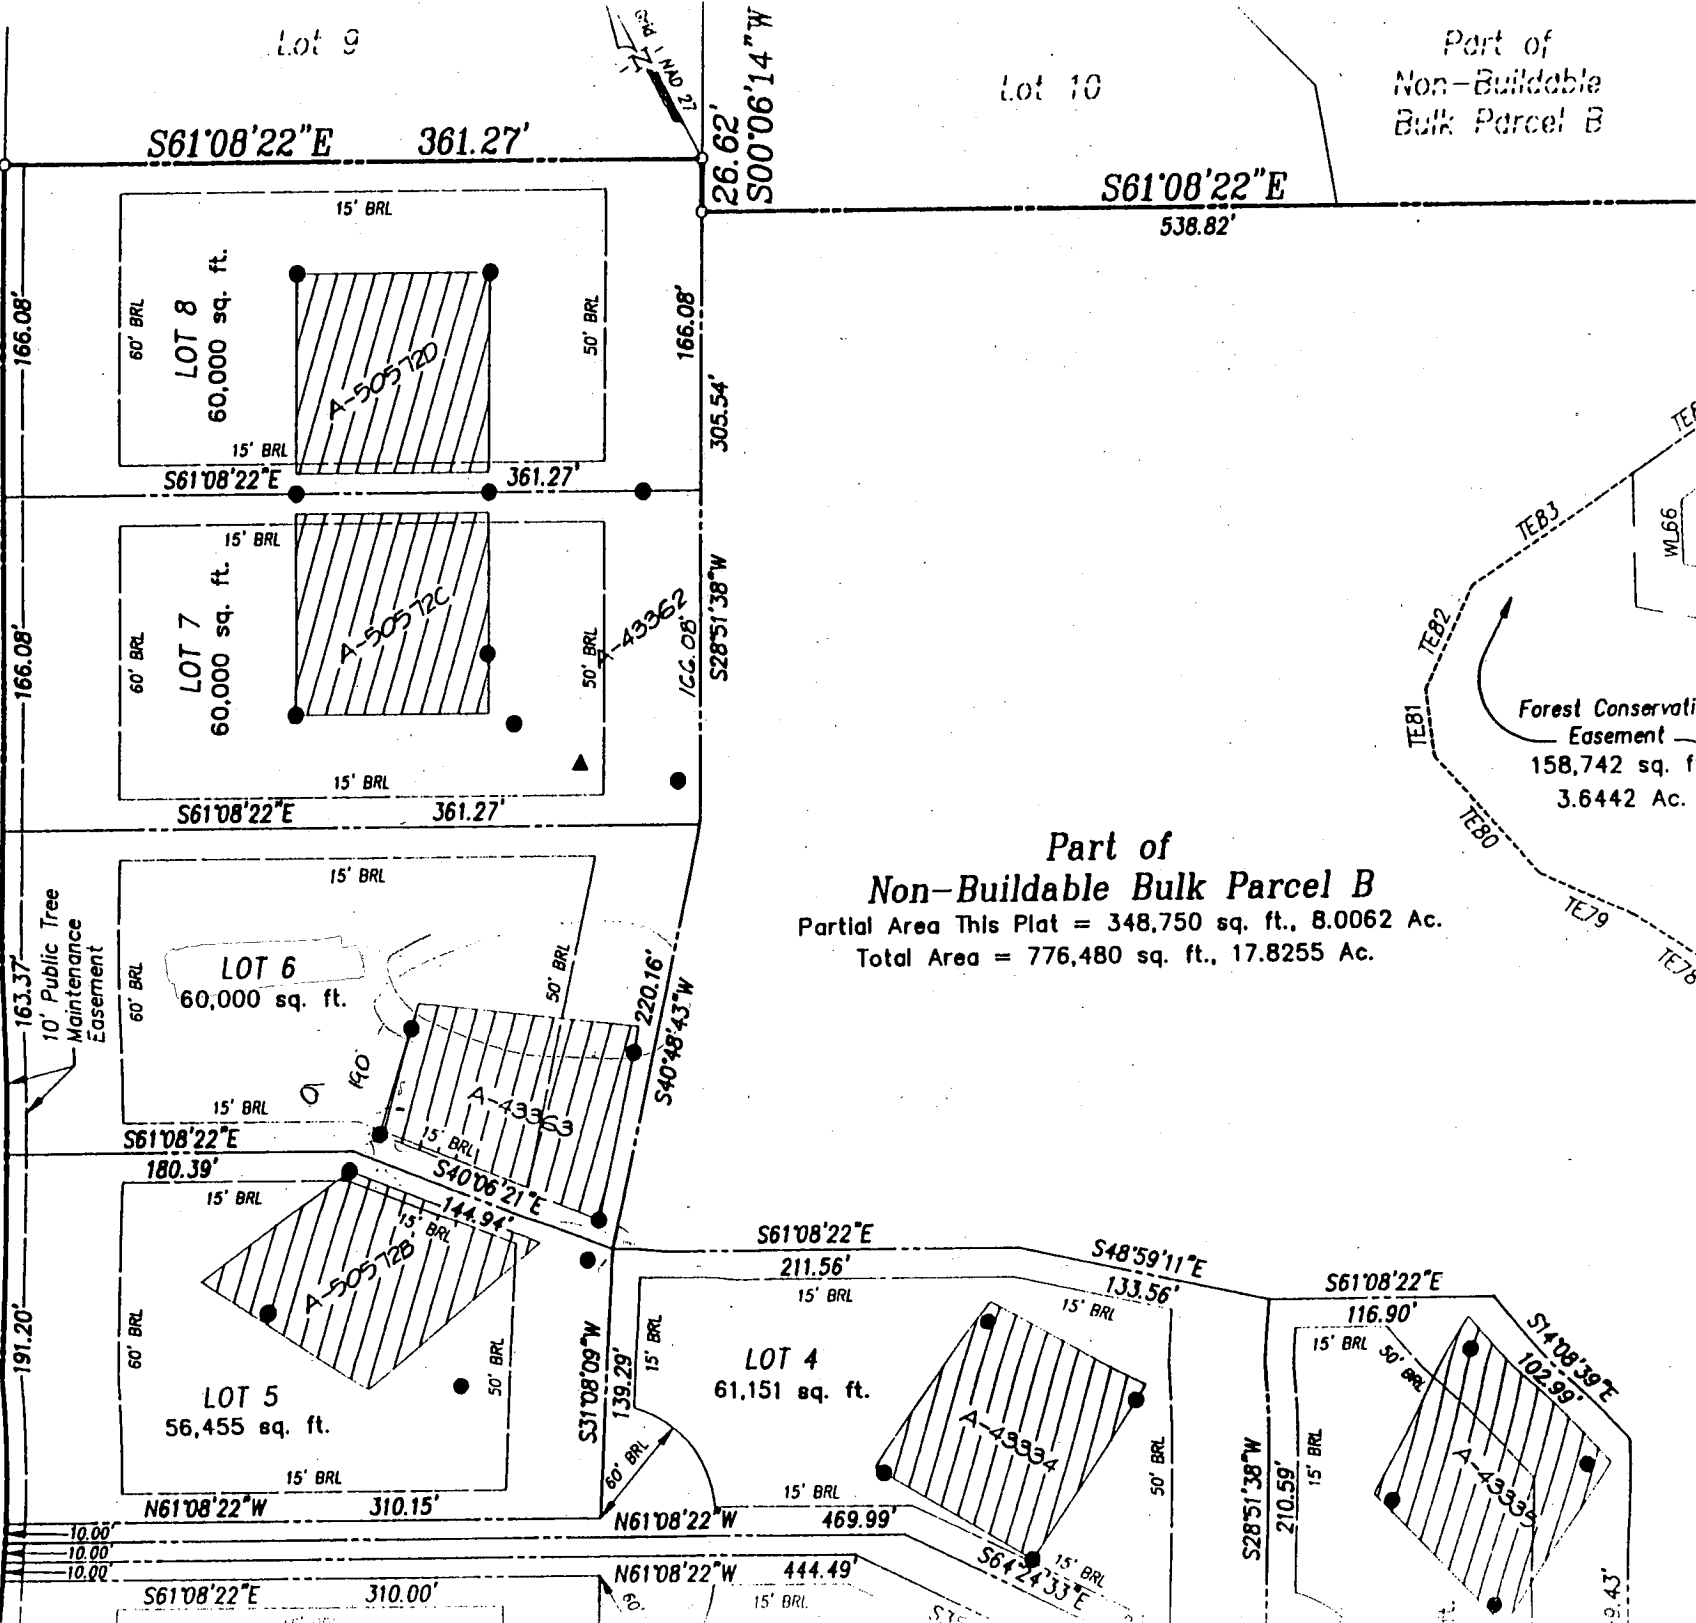 Lot 9
Grid - NAD 27
26.62'
S00°06'14"W
Lot 10
Part of
Non-Buildable
Bulk Parcel B
S61°08'22"E 361.27'
S61°08'22"E
538.82'
15' BRL
60' BRL
LOT 8
60,000 sq. ft.
50' BRL
166.08'
166.08'
305.54'
A-50572D
15' BRL
S61°08'22"E 361.27'
15' BRL
60' BRL
LOT 7
60,000 sq. ft.
A-50572C
50' BRL
A-43362
166.08'
166.08'
S28°51'38"W
15' BRL
S61°08'22"E 361.27'
TE83
WL66
TE82
TE81
TE80
TE79
TE78
Forest Conservati
Easement
158,742 sq. f
3.6442 Ac.
Part of
Non-Buildable Bulk Parcel B
Partial Area This Plat = 348,750 sq. ft., 8.0062 Ac.
Total Area = 776,480 sq. ft., 17.8255 Ac.
15' BRL
163.37'
10' Public Tree
Maintenance
Easement
60' BRL
LOT 6
60,000 sq. ft.
50' BRL
220.16'
S40°48'43"W
190'
A-43363
15' BRL
15' BRL
S61°08'22"E
180.39'
S40°06'21"E
144.94'
15' BRL
15' BRL
A-50572B
191.20'
60' BRL
LOT 5
56,455 sq. ft.
50' BRL
15' BRL
N61°08'22"W 310.15'
S31°08'09"W
139.29'
15' BRL
60' BRL
S61°08'22"E
211.56'
15' BRL
S48°59'11"E
133.56'
15' BRL
LOT 4
61,151 sq. ft.
A-43334
50' BRL
15' BRL
N61°08'22"W 469.99'
S64°24'33"E
15' BRL
S61°08'22"E
116.90'
15' BRL
50' BRL
S14°08'39"E
102.99'
S28°51'38"W
210.59'
15' BRL
A-43335
10.00'
10.00'
10.00'
N61°08'22"W 444.49'
S61°08'22"E 310.00'
15' BRL
60'
15' BRL
9.43'